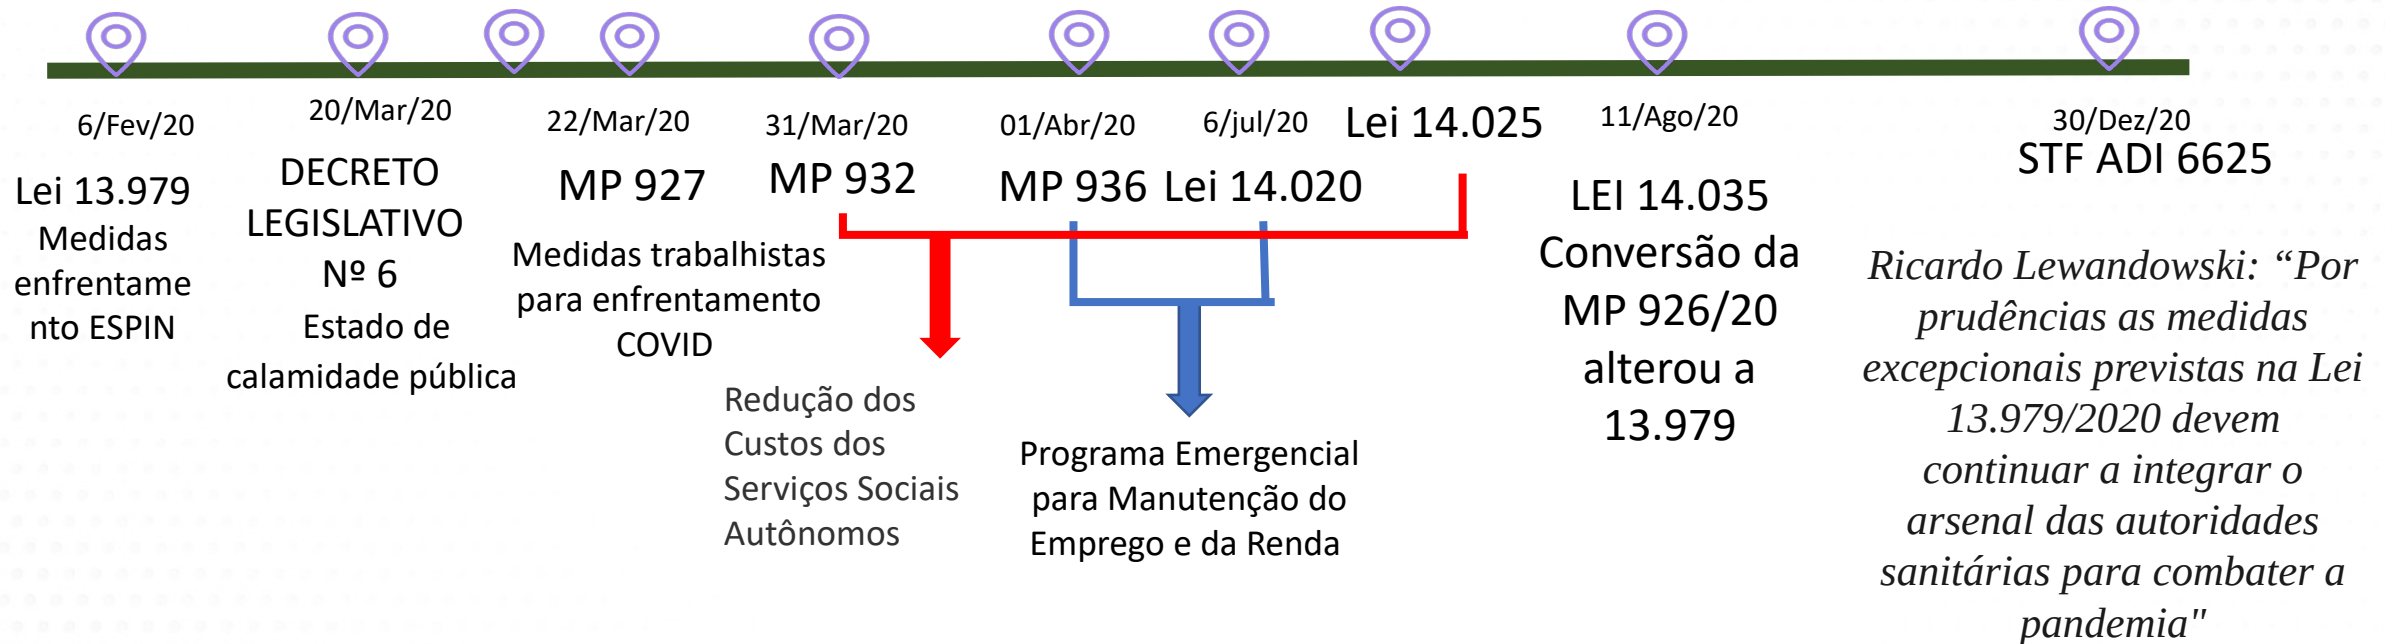 6/Fev/20
Lei 13.979
Medidas
enfrentame
nto ESPIN
20/Mar/20
DECRETO
LEGISLATIVO
Nº 6
Estado de
calamidade pública
22/Mar/20
MP 927
Medidas trabalhistas
para enfrentamento
COVID
31/Mar/20
MP 932
Redução dos
Custos dos
Serviços Sociais
Autônomos
01/Abr/20
MP 936
6/jul/20
Lei 14.020
Programa Emergencial
para Manutenção do
Emprego e da Renda
Lei 14.025
11/Ago/20
LEI 14.035
Conversão da
MP 926/20
alterou a
13.979
30/Dez/20
STF ADI 6625
Ricardo Lewandowski: “Por
prudências as medidas
excepcionais previstas na Lei
13.979/2020 devem
continuar a integrar o
arsenal das autoridades
sanitárias para combater a
pandemia"